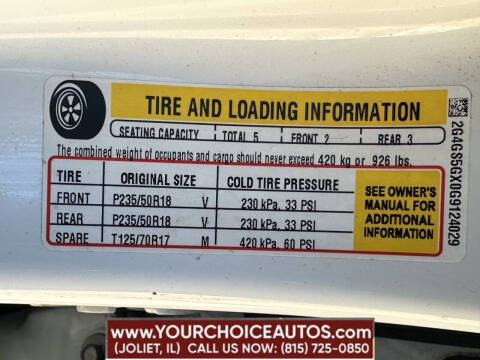 TIRE AND LOADING INFORMATION
SEATING CAPACITY TOTAL 5 FRONT 2 REAR 3
The combined weight of occupants and cargo should never exceed 420 kg or 926 lbs.
TIRE ORIGINAL SIZE COLD TIRE PRESSURE
FRONT P235/50R18 V 230 kPa, 33 PSI
REAR P235/50R18 V 230 kPa, 33 PSI
SPARE T125/70R17 M 420 kPa, 60 PSI
SEE OWNER'S
MANUAL FOR
ADDITIONAL
INFORMATION
2G4GS5GX0G9124029
WWW.YOURCHOICEAUTOS.COM
(JOLIET, IL) CALL US NOW: (815) 725-0850